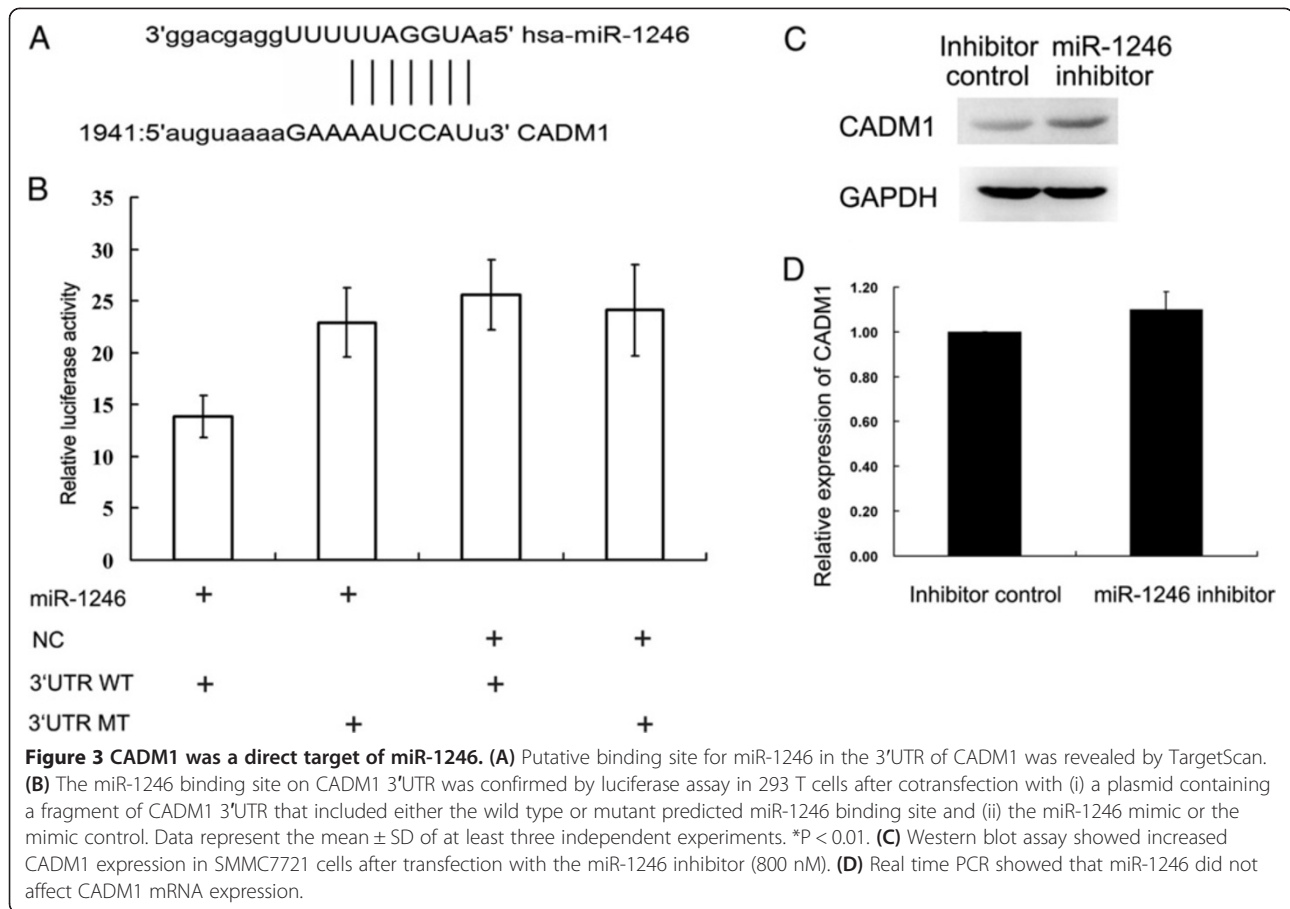 A
3'ggacgaggUUUUUAGGUAa5' hsa-miR-1246
1941:5'auguaaaaGAAAAUCCAUu3' CADM1
B
Relative luciferase activity
35
30
25
20
15
10
5
0
miR-1246 + +
NC + +
3'UTR WT + +
3'UTR MT + +
C
Inhibitor control
miR-1246 inhibitor
CADM1
GAPDH
D
Relative expression of CADM1
1.20
1.00
0.80
0.60
0.40
0.20
0.00
Inhibitor control miR-1246 inhibitor
Figure 3 CADM1 was a direct target of miR-1246. (A) Putative binding site for miR-1246 in the 3′UTR of CADM1 was revealed by TargetScan.
(B) The miR-1246 binding site on CADM1 3′UTR was confirmed by luciferase assay in 293 T cells after cotransfection with (i) a plasmid containing
a fragment of CADM1 3′UTR that included either the wild type or mutant predicted miR-1246 binding site and (ii) the miR-1246 mimic or the
mimic control. Data represent the mean ± SD of at least three independent experiments. *P < 0.01. (C) Western blot assay showed increased
CADM1 expression in SMMC7721 cells after transfection with the miR-1246 inhibitor (800 nM). (D) Real time PCR showed that miR-1246 did not
affect CADM1 mRNA expression.